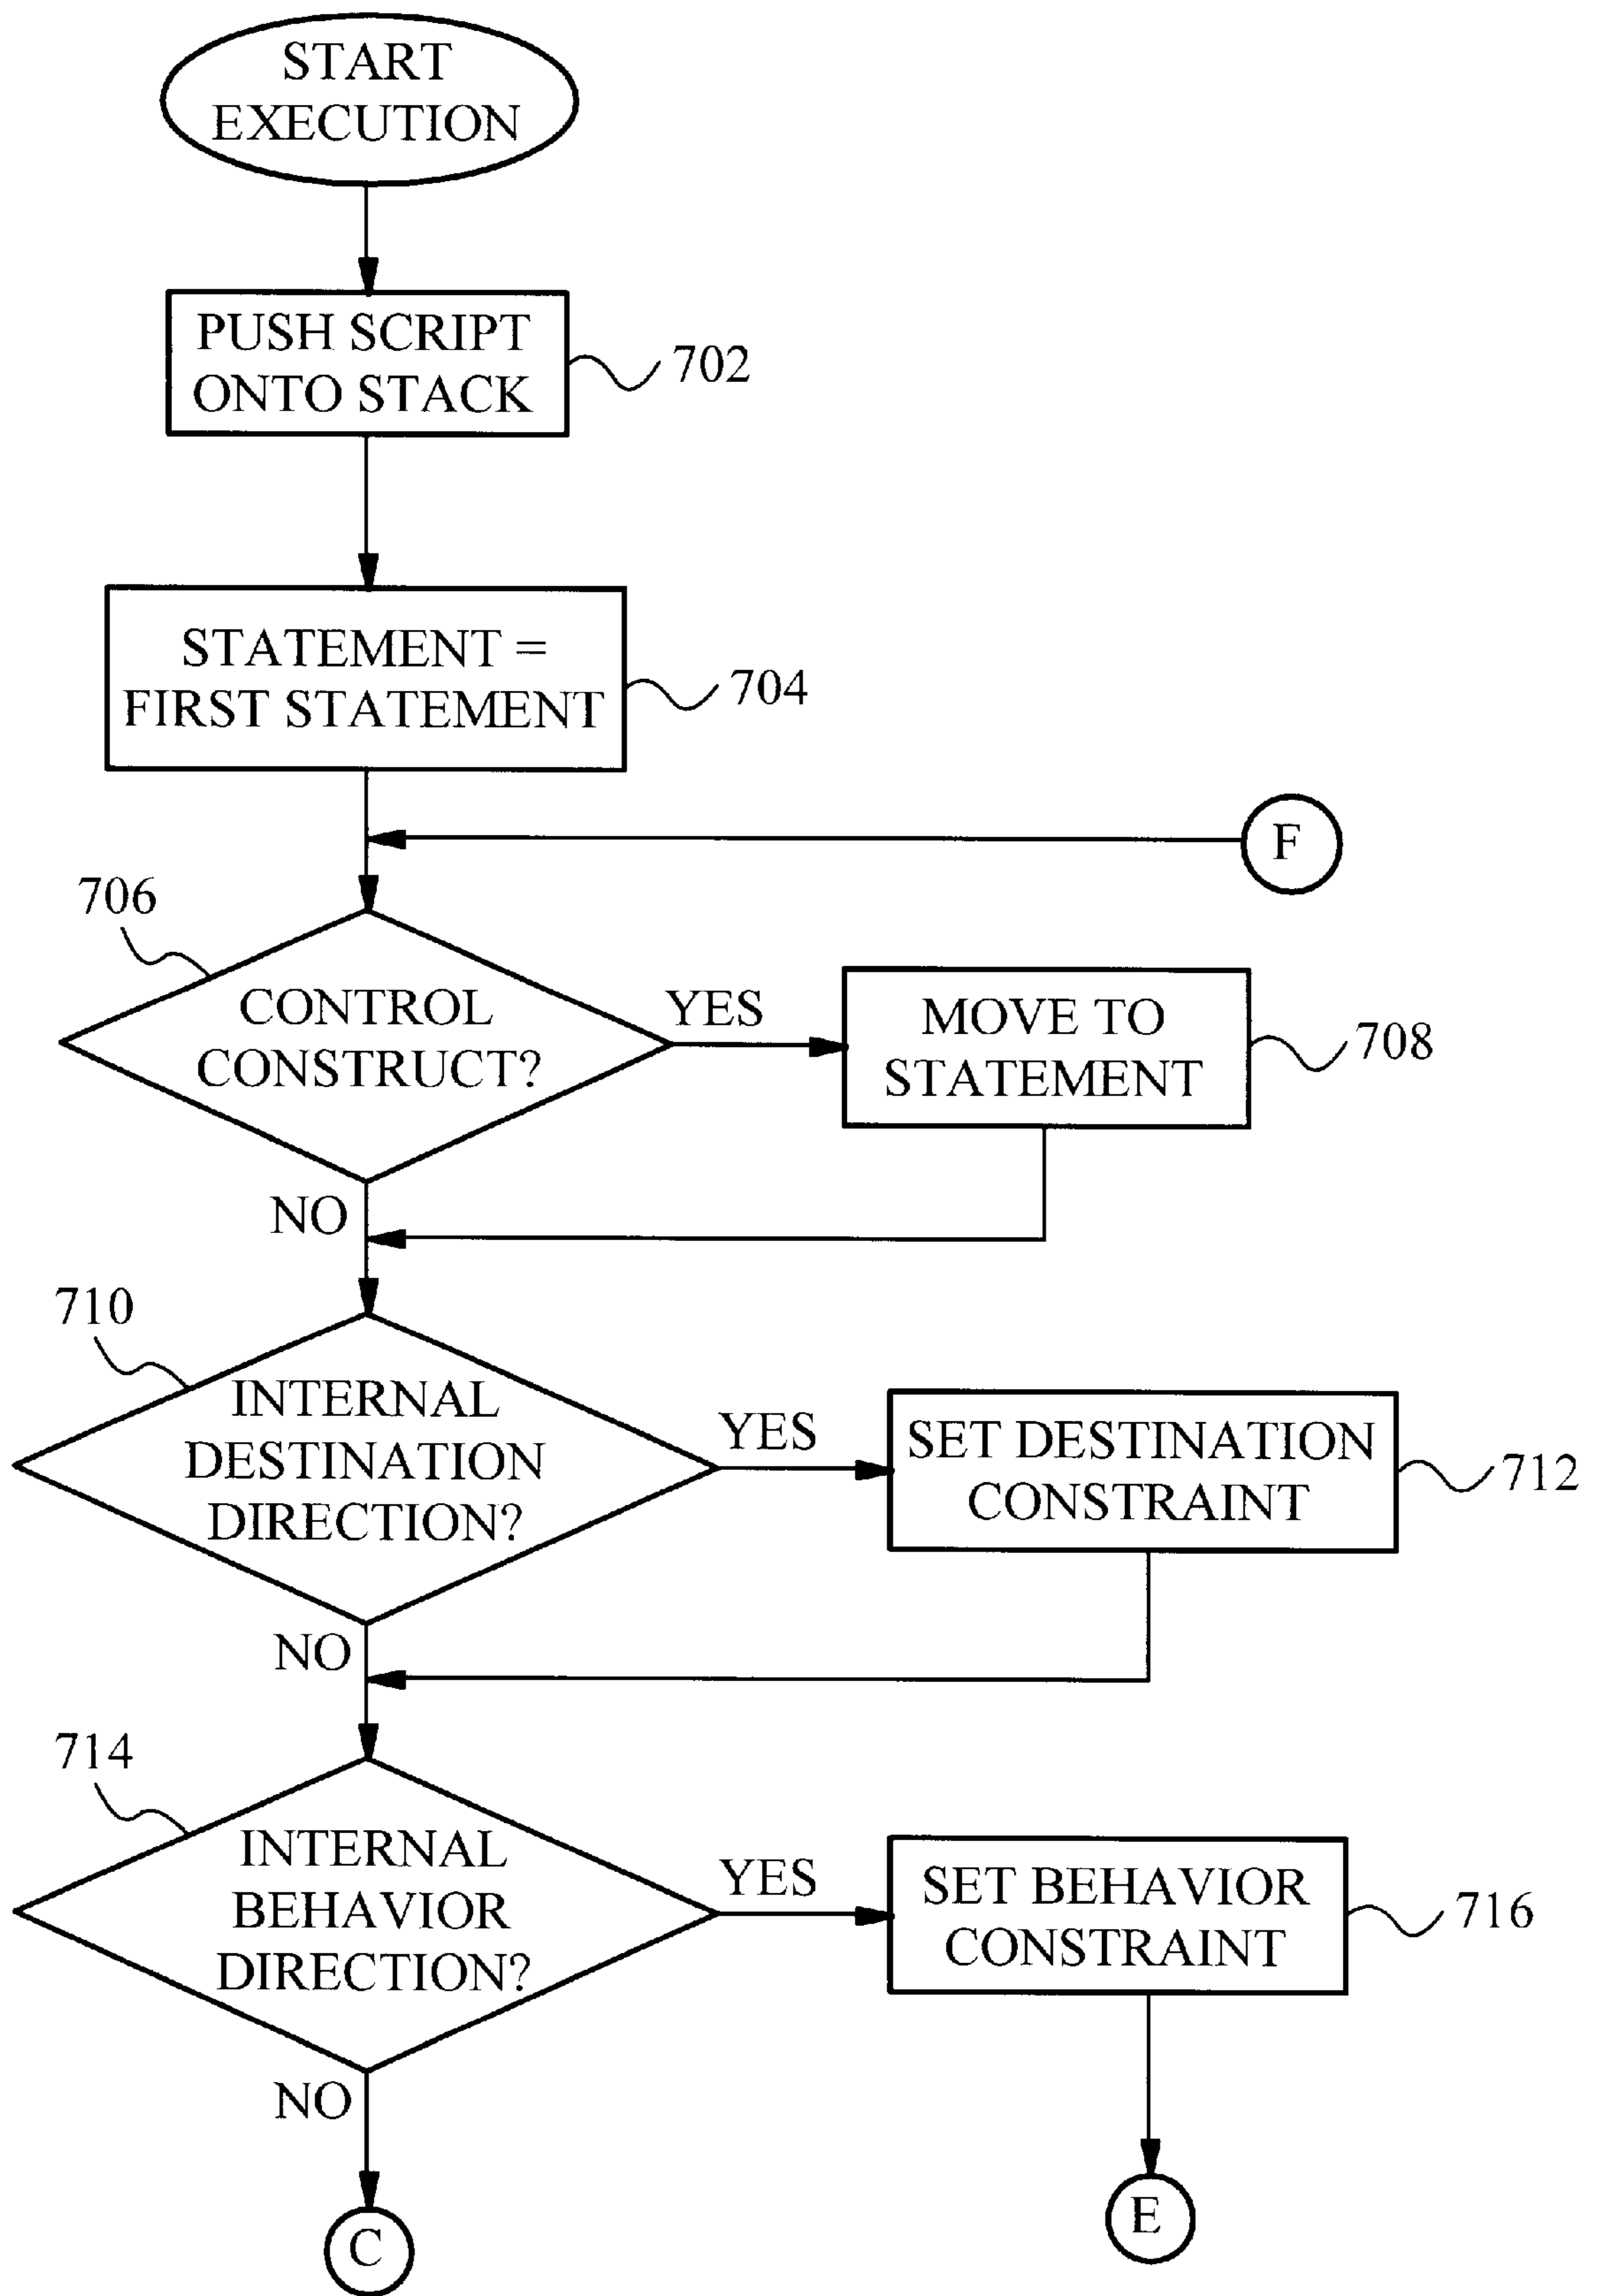 START
EXECUTION
PUSH SCRIPT
ONTO STACK
702
STATEMENT =
FIRST STATEMENT
704
F
706
CONTROL
CONSTRUCT?
YES
MOVE TO
STATEMENT
708
NO
710
INTERNAL
DESTINATION
DIRECTION?
YES
SET DESTINATION
CONSTRAINT
712
NO
714
INTERNAL
BEHAVIOR
DIRECTION?
YES
SET BEHAVIOR
CONSTRAINT
716
NO
C
E